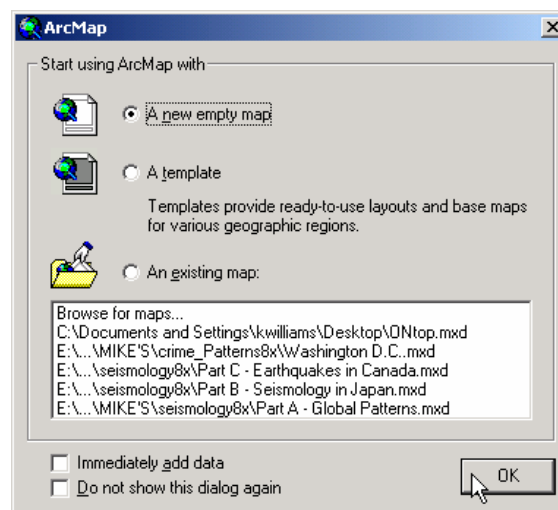 ArcMap
Start using ArcMap with
A new empty map
A template
Templates provide ready-to-use layouts and base maps
for various geographic regions.
An existing map:
Browse for maps...
C:\Documents and Settings\kwilliams\Desktop\ONtop.mxd
E:\...\MIKE'S\crime_Patterns8x\Washington D.C..mxd
E:\...\seismology8x\Part C - Earthquakes in Canada.mxd
E:\...\seismology8x\Part B - Seismology in Japan.mxd
E:\...\MIKE'S\seismology8x\Part A - Global Patterns.mxd
Immediately add data
Do not show this dialog again
OK